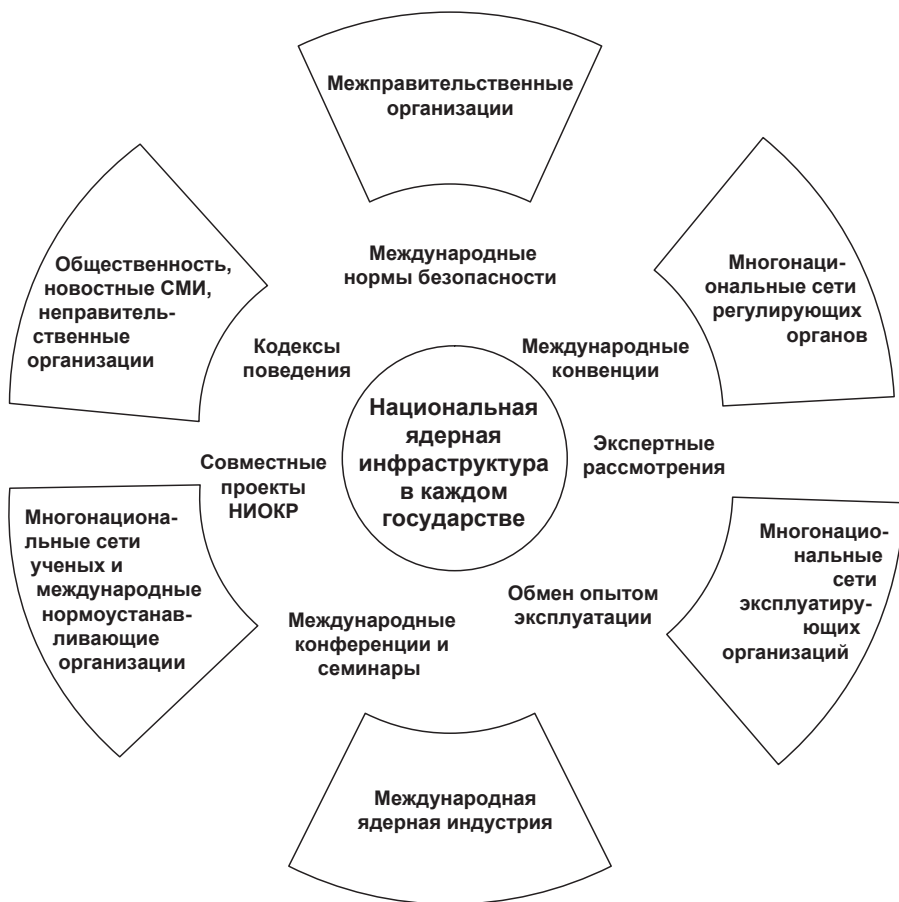 Межправительственные
организации
Международные
нормы безопасности
Общественность,
новостные СМИ,
неправитель-
ственные
организации
Многонаци-
ональные сети
регулирующих
органов
Кодексы
поведения
Международные
конвенции
Национальная
ядерная
инфраструктура
в каждом
государстве
Экспертные
рассмотрения
Совместные
проекты
НИОКР
Многонациона-
льные сети
ученых и
международные
нормоустанав-
ливающие
организации
Многонацио-
нальные
сети
эксплуатиру-
ющих
организаций
Обмен опытом
эксплуатации
Международные
конференции и
семинары
Международная
ядерная индустрия